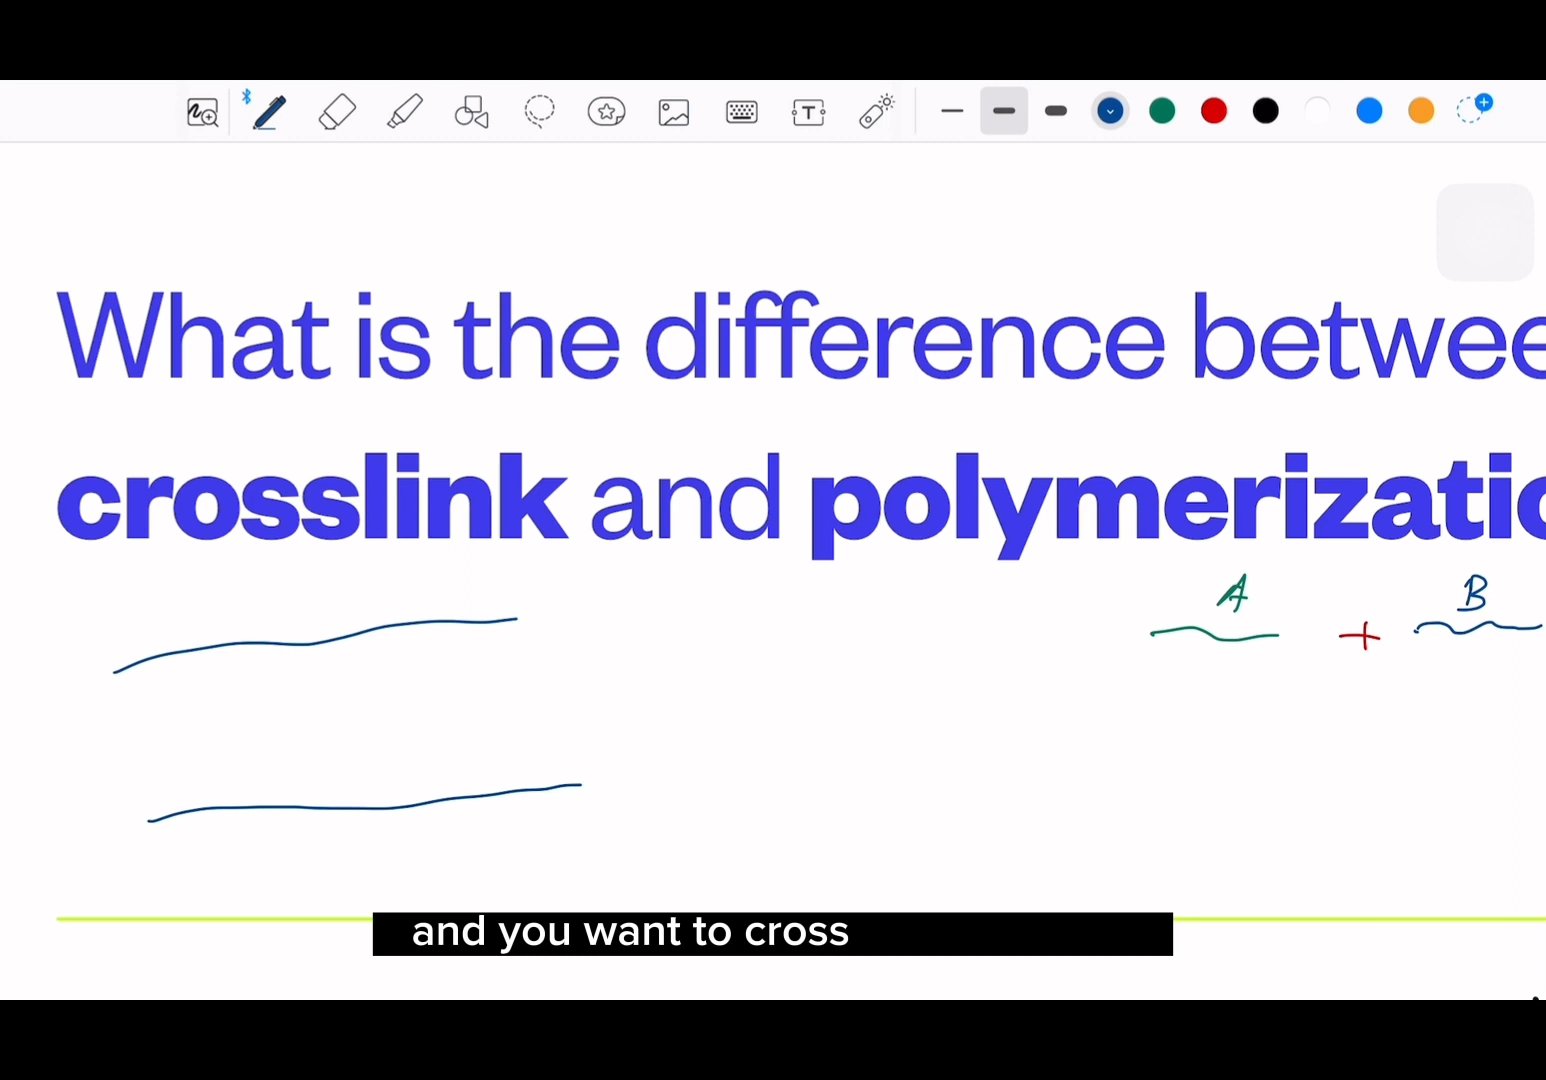 What is the difference betwee
crosslink and polymerizatio
A + B
and you want to cross